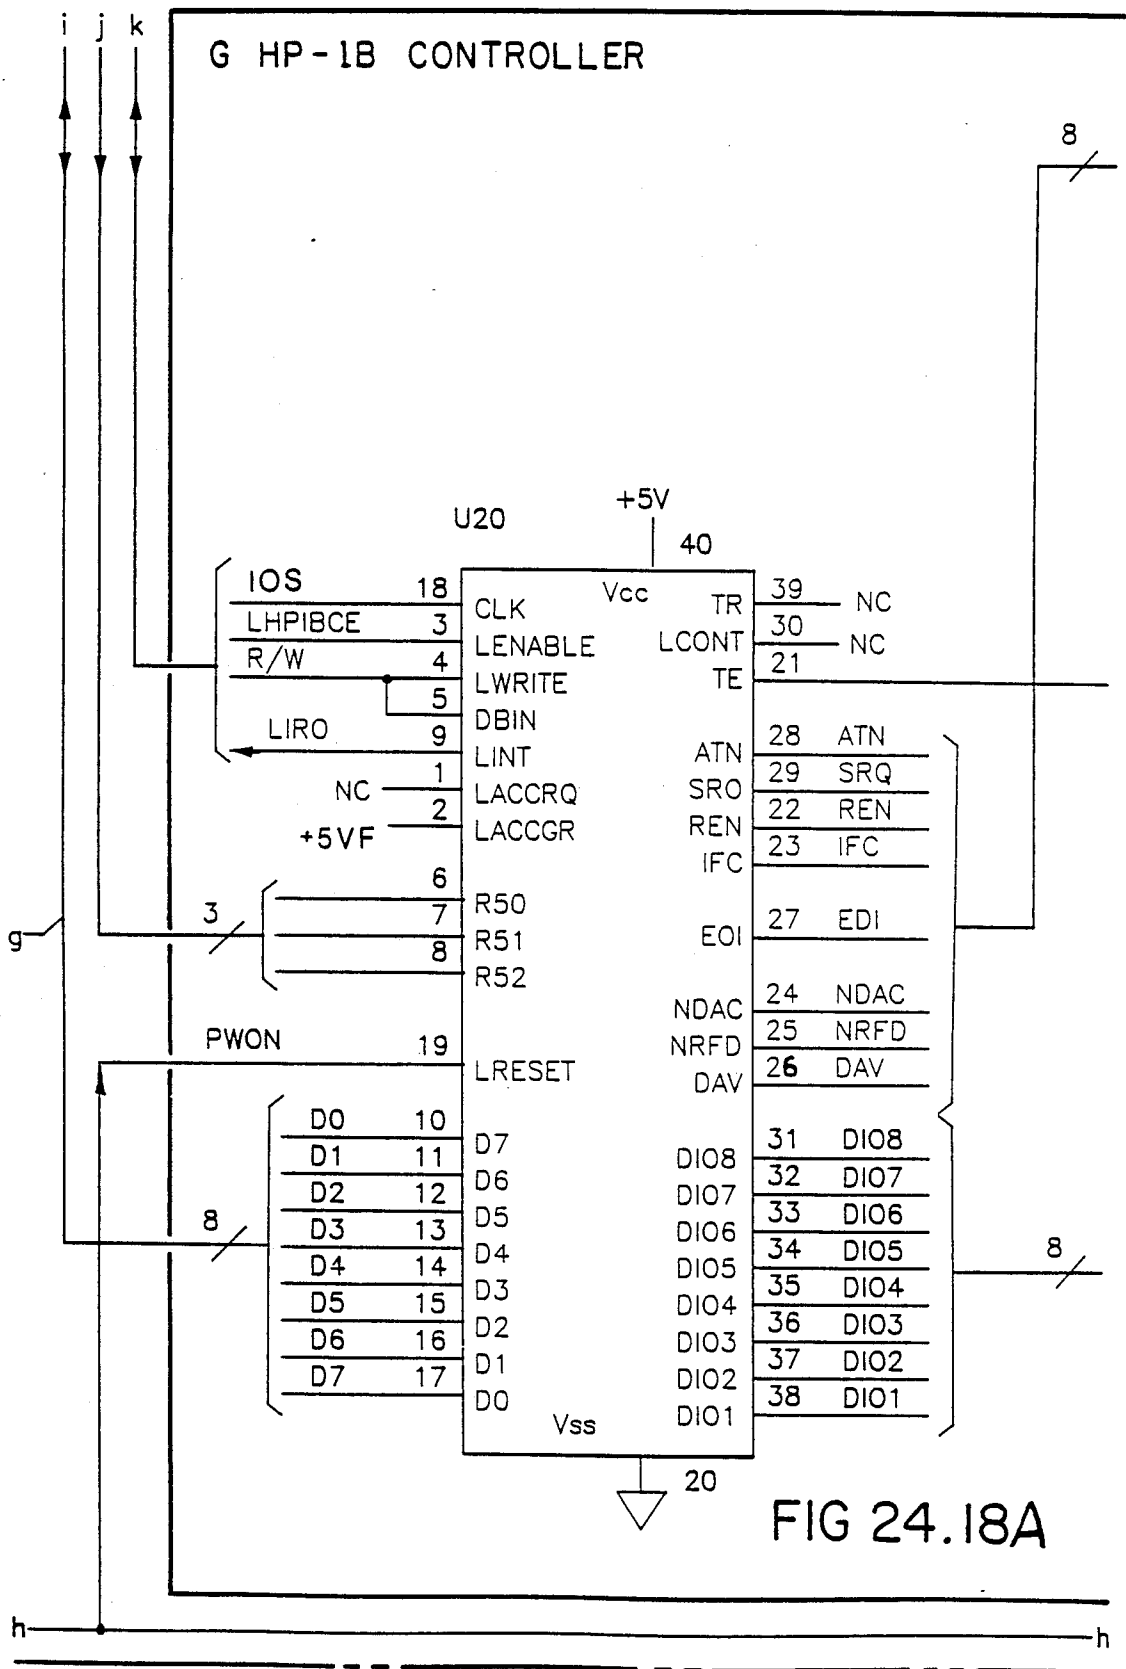 i j k
G HP-1B CONTROLLER
8
+5V
U20
40
Vcc
IOS 18 CLK
TR 39 NC
LHPIBCE 3 LENABLE
LCONT 30 NC
R/W 4 LWRITE
TE 21
5 DBIN
LIRO 9 LINT
ATN 28 ATN
NC 1 LACCRQ
SRO 29 SRQ
+5VF 2 LACCGR
REN 22 REN
IFC 23 IFC
6 R50
3 7 R51
EOI 27 EDI
g
8 R52
NDAC 24 NDAC
NRFD 25 NRFD
PWON 19 LRESET
DAV 26 DAV
D0 10 D7
DIO8 31 DIO8
D1 11 D6
DIO7 32 DIO7
D2 12 D5
DIO6 33 DIO6
8 D3 13 D4
DIO5 34 DIO5 8
D4 14 D3
DIO4 35 DIO4
D5 15 D2
DIO3 36 DIO3
D6 16 D1
DIO2 37 DIO2
D7 17 D0
DIO1 38 DIO1
Vss
20
FIG 24.18A
h h